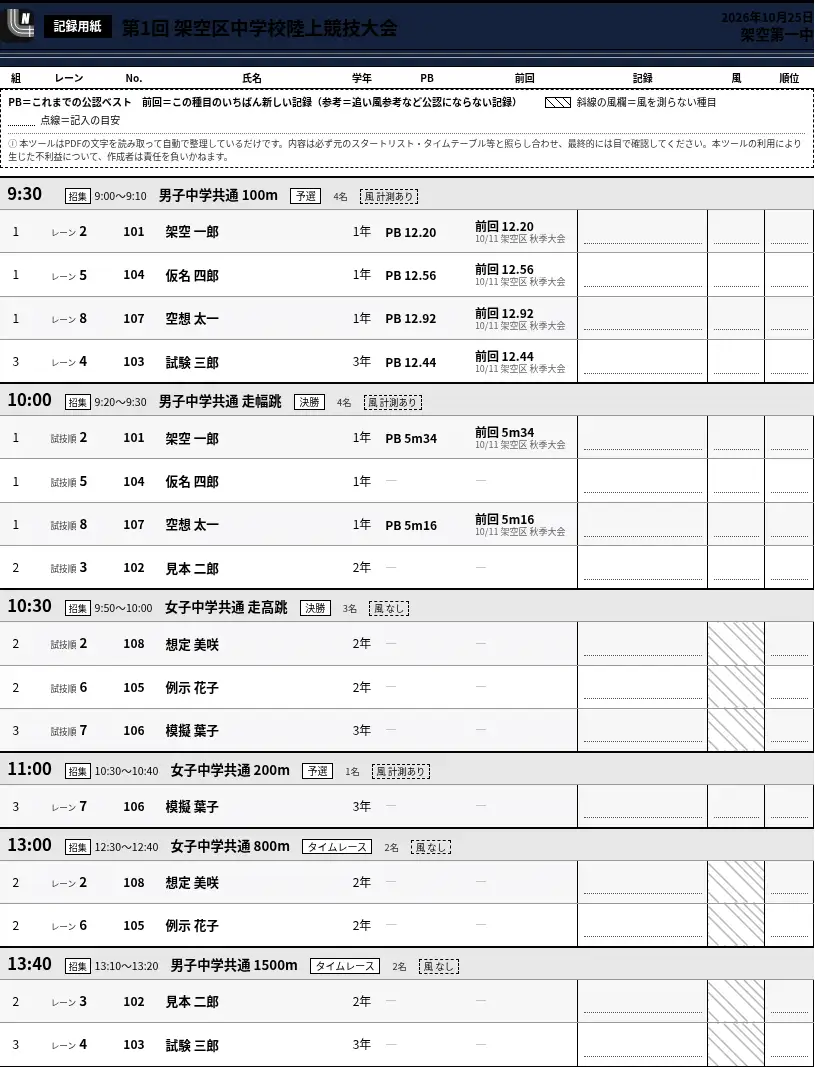 N 記録用紙 第1回 架空区中学校陸上競技大会 2026年10月25日
架空第一中
組 レーン No. 氏名 学年 PB 前回 記録 風 順位
PB＝これまでの公認ベスト 前回＝この種目のいちばん新しい記録（参考＝追い風参考など公認にならない記録） 斜線の風欄＝風を測らない種目
点線＝記入の目安
ⓘ 本ツールはPDFの文字を読み取って自動で整理しているだけです。内容は必ず元のスタートリスト・タイムテーブル等と照らし合わせ、最終的には目で確認してください。本ツールの利用により
生じた不利益について、作成者は責任を負いかねます。
9:30 招集 9:00〜9:10 男子中学共通 100m 予選 4名 風 計測あり
1 レーン 2 101 架空 一郎 1年 PB 12.20 前回 12.20
10/11 架空区 秋季大会
1 レーン 5 104 仮名 四郎 1年 PB 12.56 前回 12.56
10/11 架空区 秋季大会
1 レーン 8 107 空想 太一 1年 PB 12.92 前回 12.92
10/11 架空区 秋季大会
3 レーン 4 103 試験 三郎 3年 PB 12.44 前回 12.44
10/11 架空区 秋季大会
10:00 招集 9:20〜9:30 男子中学共通 走幅跳 決勝 4名 風 計測あり
1 試技順 2 101 架空 一郎 1年 PB 5m34 前回 5m34
10/11 架空区 秋季大会
1 試技順 5 104 仮名 四郎 1年 — —
1 試技順 8 107 空想 太一 1年 PB 5m16 前回 5m16
10/11 架空区 秋季大会
2 試技順 3 102 見本 二郎 2年 — —
10:30 招集 9:50〜10:00 女子中学共通 走高跳 決勝 3名 風 なし
2 試技順 2 108 想定 美咲 2年 — —
2 試技順 6 105 例示 花子 2年 — —
3 試技順 7 106 模擬 葉子 3年 — —
11:00 招集 10:30〜10:40 女子中学共通 200m 予選 1名 風 計測あり
3 レーン 7 106 模擬 葉子 3年 — —
13:00 招集 12:30〜12:40 女子中学共通 800m タイムレース 2名 風 なし
2 レーン 2 108 想定 美咲 2年 — —
2 レーン 6 105 例示 花子 2年 — —
13:40 招集 13:10〜13:20 男子中学共通 1500m タイムレース 2名 風 なし
2 レーン 3 102 見本 二郎 2年 — —
3 レーン 4 103 試験 三郎 3年 — —